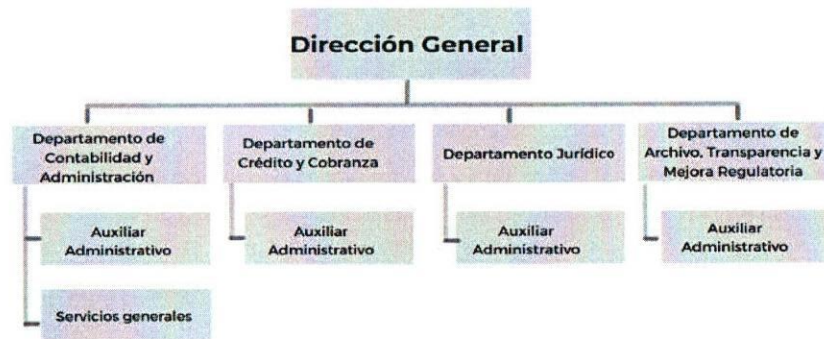 Dirección General
Departamento de
Contabilidad y
Administración
Departamento de
Crédito y Cobranza
Departamento Jurídico
Departamento de
Archivo, Transparencia y
Mejora Regulatoria
Auxiliar
Administrativo
Auxiliar
Administrativo
Auxiliar
Administrativo
Auxiliar
Administrativo
Servicios generales